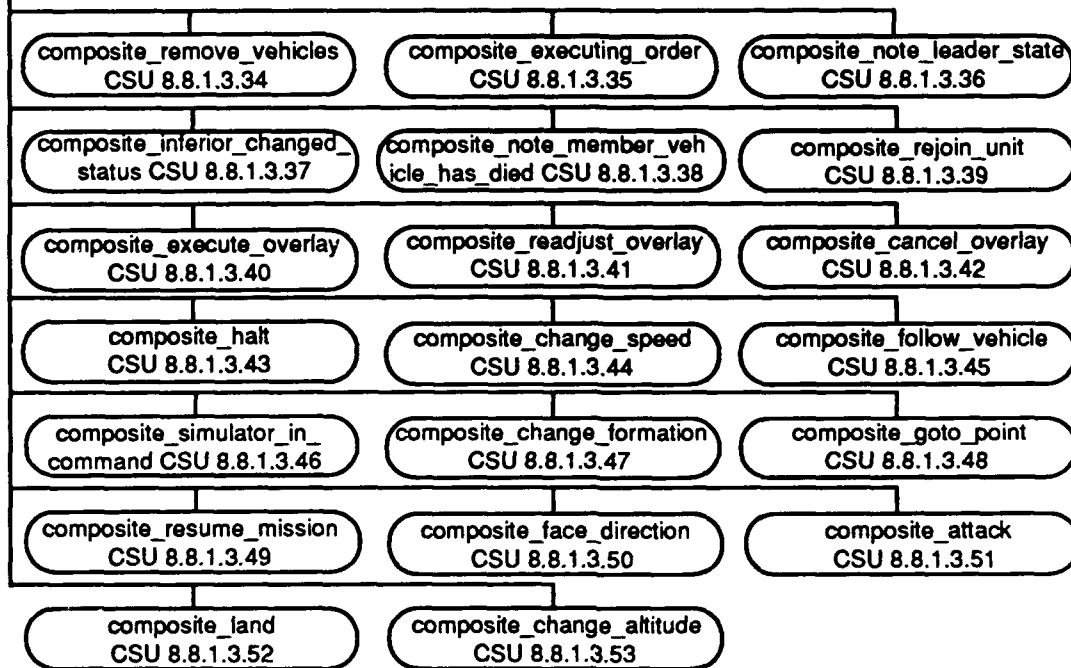 composite_remove_vehicles
CSU 8.8.1.3.34
composite_executing_order
CSU 8.8.1.3.35
composite_note_leader_state
CSU 8.8.1.3.36
composite_inferior_changed_
status CSU 8.8.1.3.37
composite_note_member_veh
icle_has_died CSU 8.8.1.3.38
composite_rejoin_unit
CSU 8.8.1.3.39
composite_execute_overlay
CSU 8.8.1.3.40
composite_readjust_overlay
CSU 8.8.1.3.41
composite_cancel_overlay
CSU 8.8.1.3.42
composite_halt
CSU 8.8.1.3.43
composite_change_speed
CSU 8.8.1.3.44
composite_follow_vehicle
CSU 8.8.1.3.45
composite_simulator_in_
command CSU 8.8.1.3.46
composite_change_formation
CSU 8.8.1.3.47
composite_goto_point
CSU 8.8.1.3.48
composite_resume_mission
CSU 8.8.1.3.49
composite_face_direction
CSU 8.8.1.3.50
composite_attack
CSU 8.8.1.3.51
composite_land
CSU 8.8.1.3.52
composite_change_altitude
CSU 8.8.1.3.53